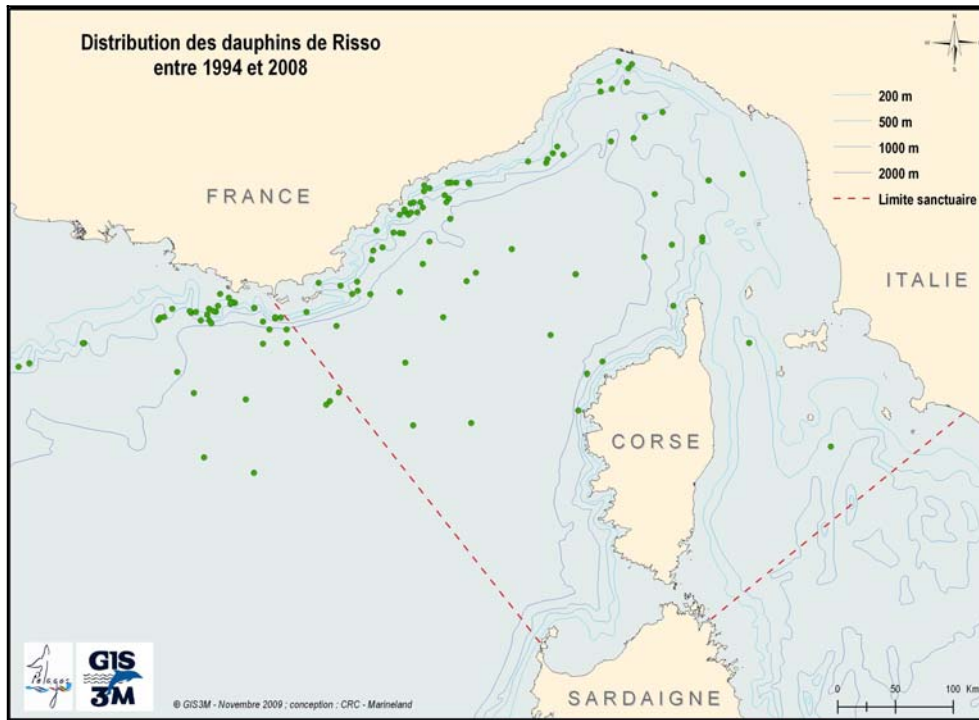 Distribution des dauphins de Risso
entre 1994 et 2008
N
W
E
S
200 m
500 m
1000 m
2000 m
Limite sanctuaire
FRANCE
ITALIE
CORSE
SARDAIGNE
Pelagos
GIS
3M
© GIS3M - Novembre 2009 ; conception : CRC - Marineland
0 50 100 Km